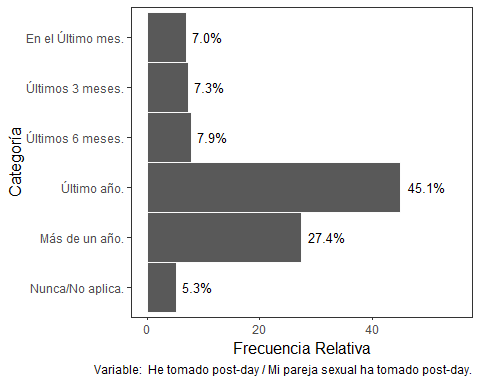 En el Último mes.
7.0%
Últimos 3 meses.
7.3%
Últimos 6 meses.
7.9%
Último año.
45.1%
Más de un año.
27.4%
Nunca/No aplica.
5.3%
Categoría
0
20
40
Frecuencia Relativa
Variable:  He tomado post-day / Mi pareja sexual ha tomado post-day.